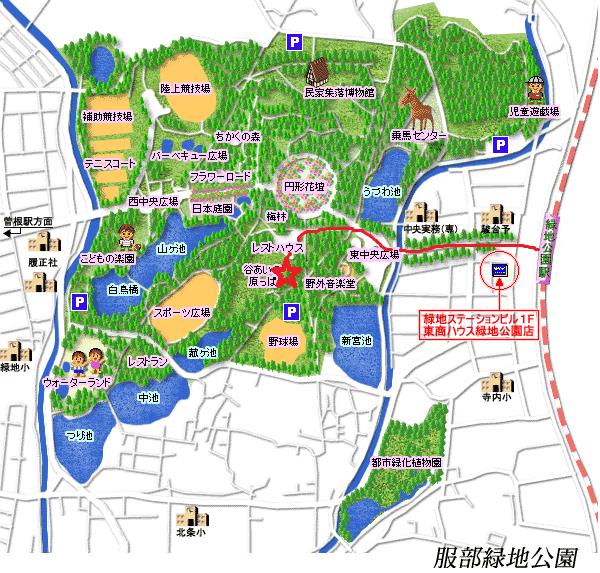 P
陸上競技場
民家集落博物館
児童遊戯場
補助競技場
ちかくの森
乗馬センター
P
テニスコート
バーベキュー広場
フラワーロード
円形花壇
うづわ池
西中央広場
日本庭園
梅林
曽根駅方面
中央実務(専)
駿台予
緑地公園駅
履正社
こどもの楽園
山ヶ池
レストハウス
東中央広場
谷あい
原っぱ
野外音楽堂
白鳥橋
P
スポーツ広場
P
緑地ステーションビル1F
東商ハウス緑地公園店
野球場
新宮池
緑地小
菰ヶ池
レストラン
ウォーターランド
中池
寺内小
つり池
都市緑化植物園
北条小
服部緑地公園